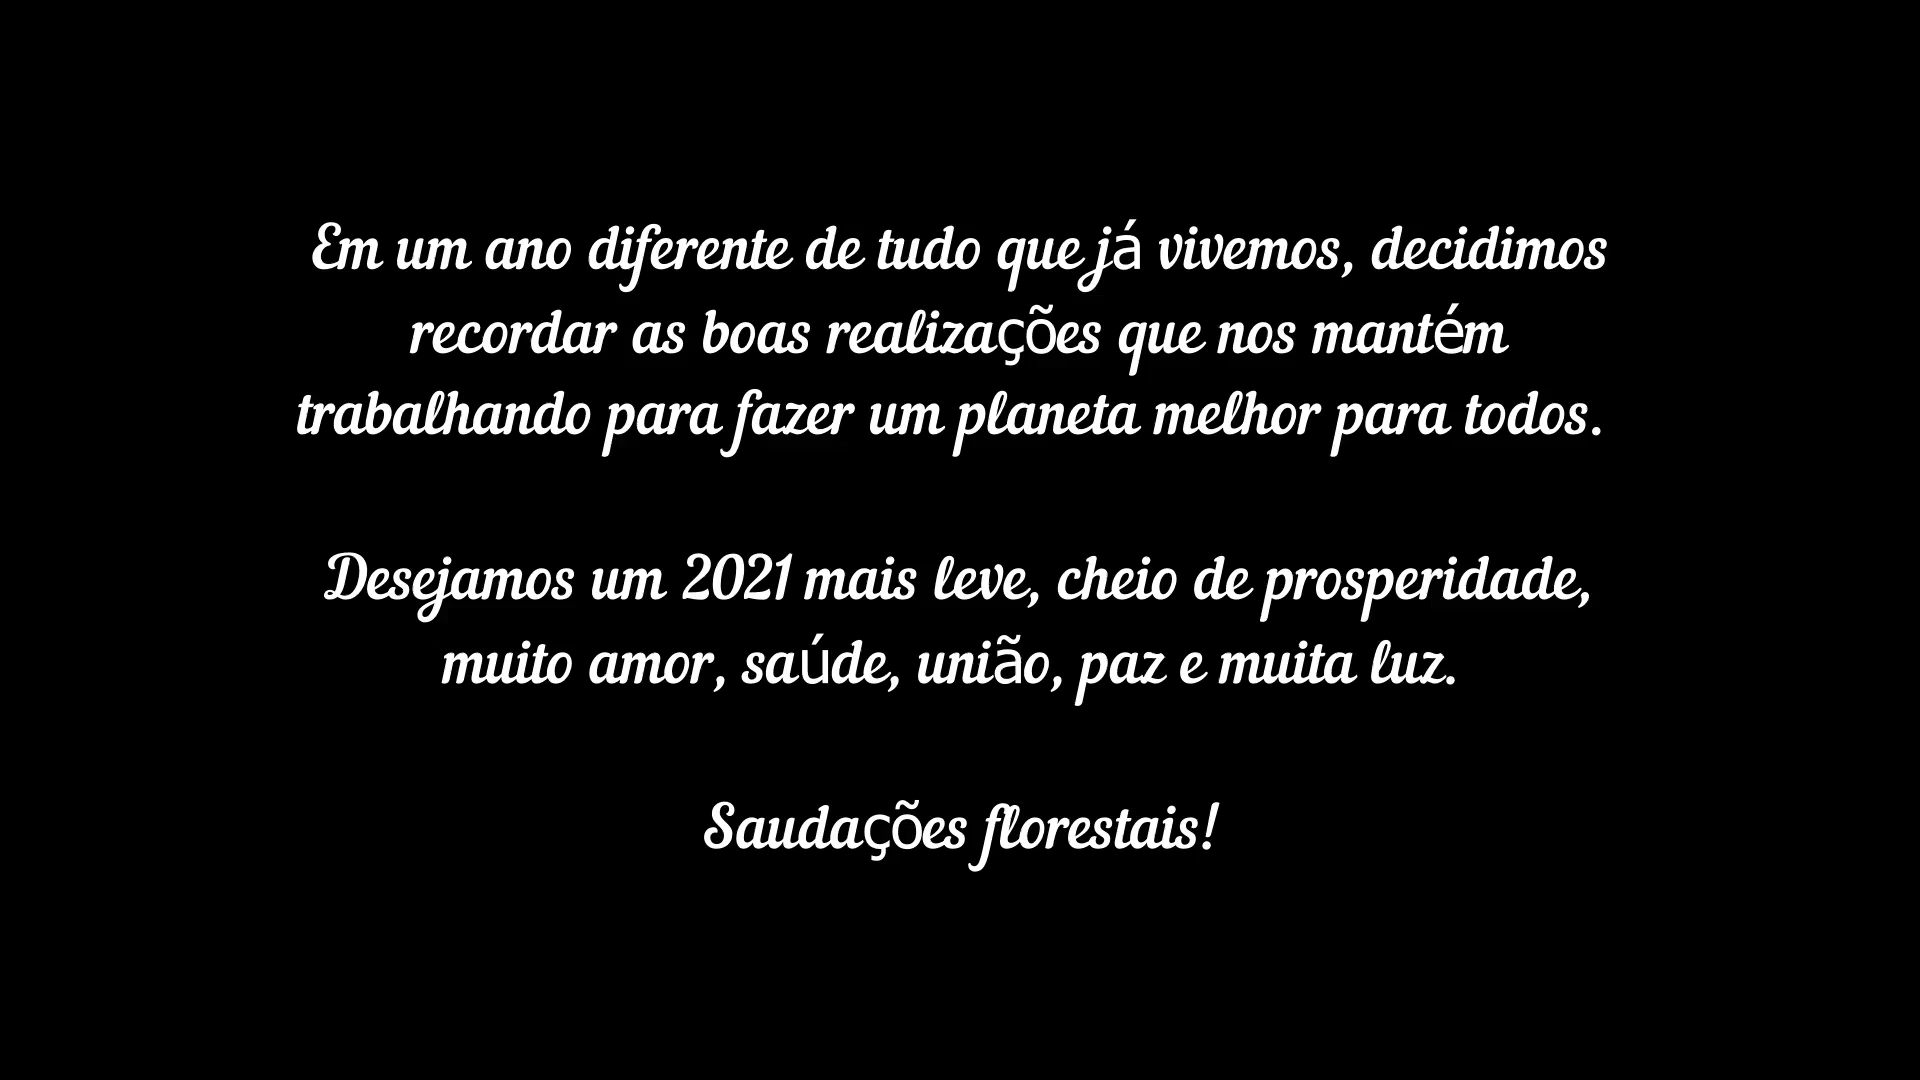 Em um ano diferente de tudo que já vivemos, decidimos
recordar as boas realizações que nos mantém
trabalhando para fazer um planeta melhor para todos.
Desejamos um 2021 mais leve, cheio de prosperidade,
muito amor, saúde, união, paz e muita luz.
Saudações florestais!